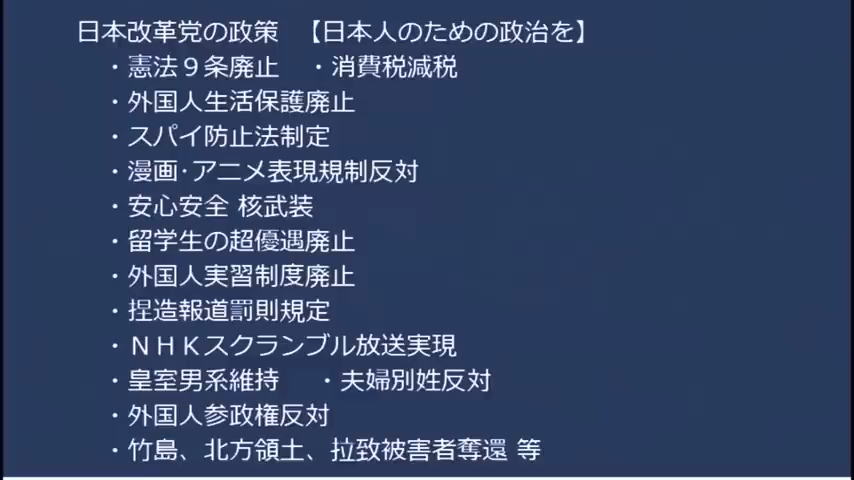 日本改革党の政策　【日本人のための政治を】
・憲法９条廃止　・消費税減税
・外国人生活保護廃止
・スパイ防止法制定
・漫画･アニメ表現規制反対
・安心安全 核武装
・留学生の超優遇廃止
・外国人実習制度廃止
・捏造報道罰則規定
・ＮＨＫスクランブル放送実現
・皇室男系維持　・夫婦別姓反対
・外国人参政権反対
・竹島、北方領土、拉致被害者奪還 等